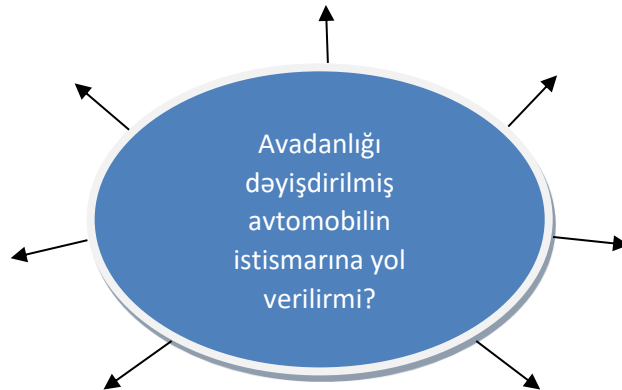 Avadanlığı
dəyişdirilmiş
avtomobilin
istismarına yol
verilirmi?